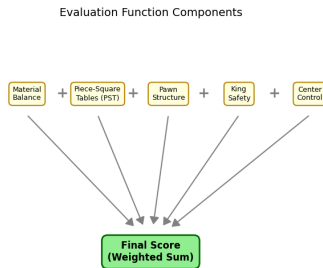 Evaluation Function Components
Material
Balance
+
Piece-Square
Tables (PST)
+
Pawn
Structure
+
King
Safety
+
Center
Control
Final Score
(Weighted Sum)